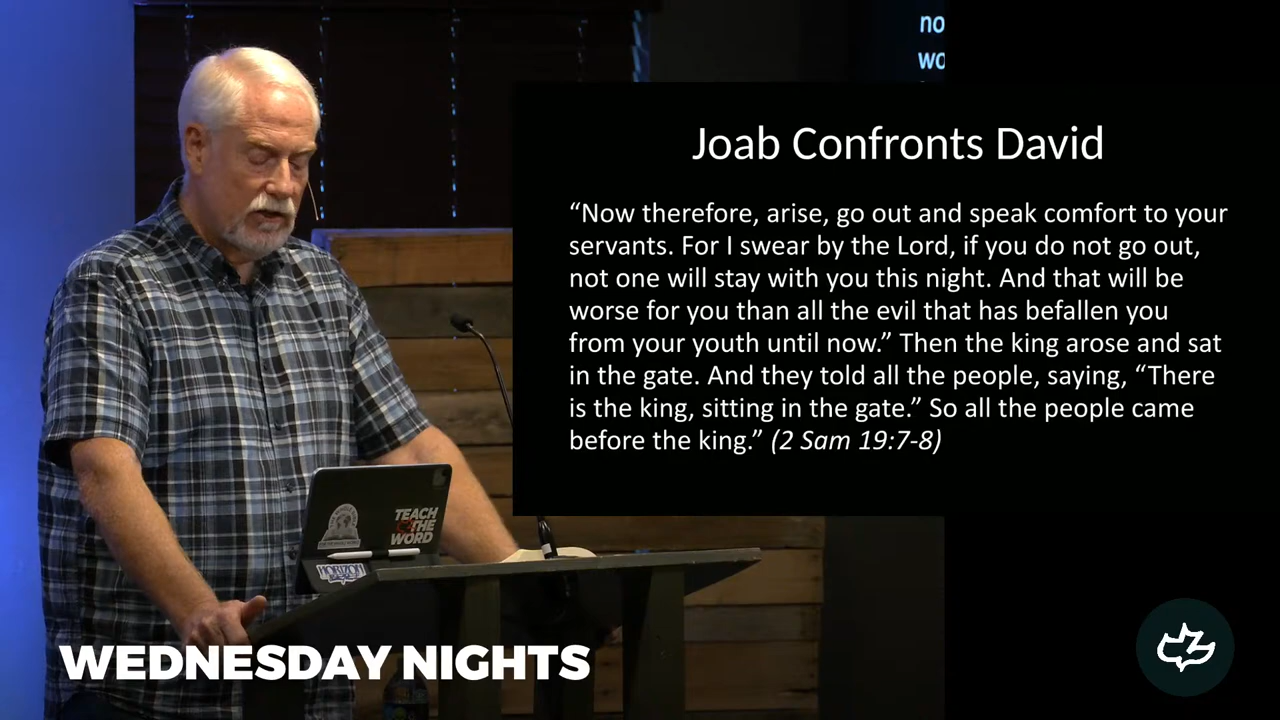 no
wo
Joab Confronts David
“Now therefore, arise, go out and speak comfort to your
servants. For I swear by the Lord, if you do not go out,
not one will stay with you this night. And that will be
worse for you than all the evil that has befallen you
from your youth until now.” Then the king arose and sat
in the gate. And they told all the people, saying, “There
is the king, sitting in the gate.” So all the people came
before the king.” (2 Sam 19:7-8)
TEACH
THE
WORD
HORIZON
WEDNESDAY NIGHTS